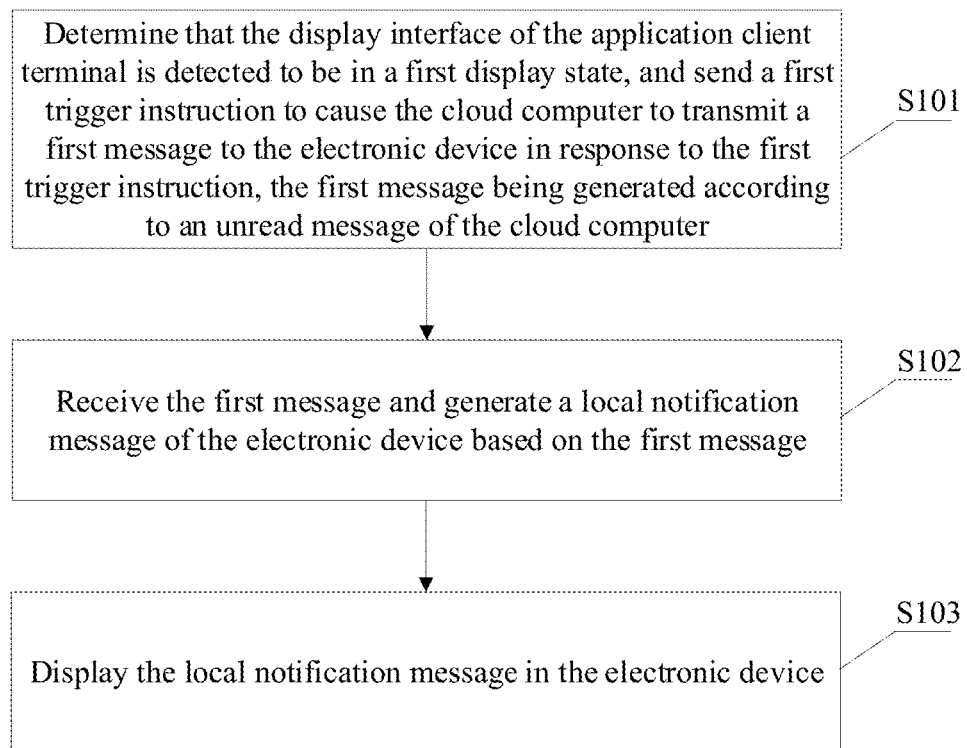 Determine that the display interface of the application client
terminal is detected to be in a first display state, and send a first
trigger instruction to cause the cloud computer to transmit a
first message to the electronic device in response to the first
trigger instruction, the first message being generated according
to an unread message of the cloud computer
S101
S102
Receive the first message and generate a local notification
message of the electronic device based on the first message
S103
Display the local notification message in the electronic device